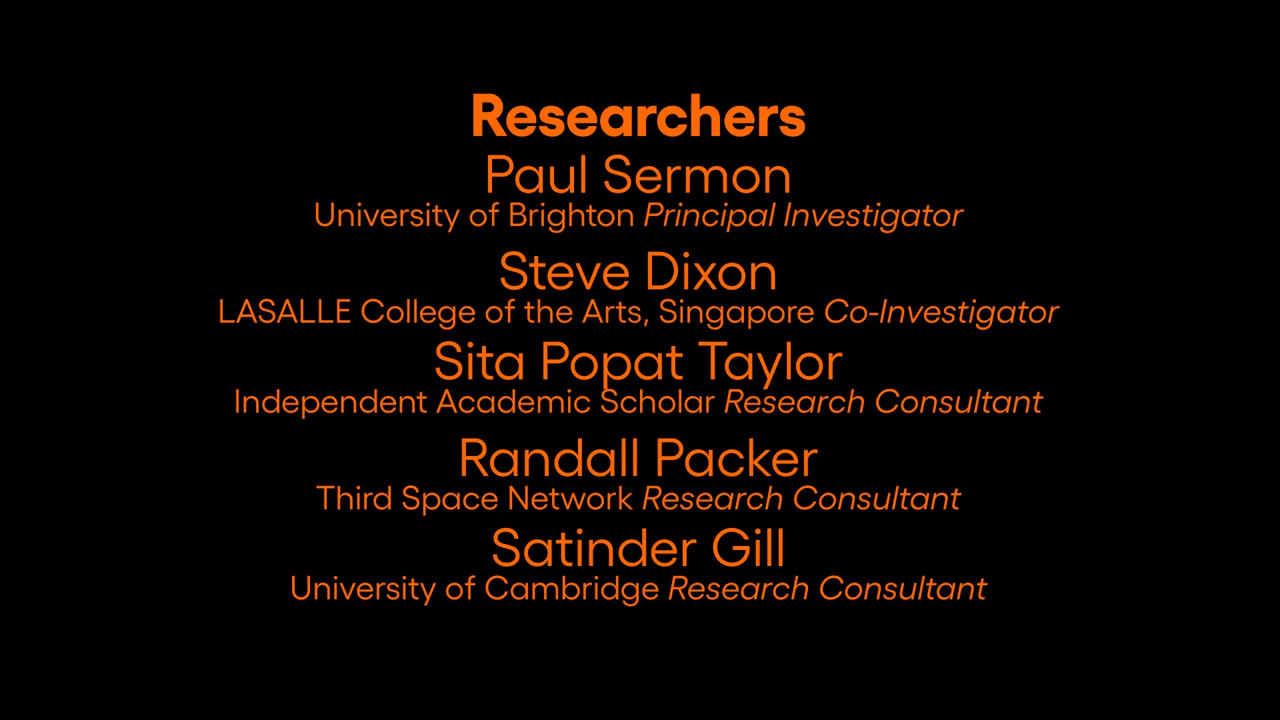 Researchers
Paul Sermon
University of Brighton Principal Investigator
Steve Dixon
LASALLE College of the Arts, Singapore Co-Investigator
Sita Popat Taylor
Independent Academic Scholar Research Consultant
Randall Packer
Third Space Network Research Consultant
Satinder Gill
University of Cambridge Research Consultant